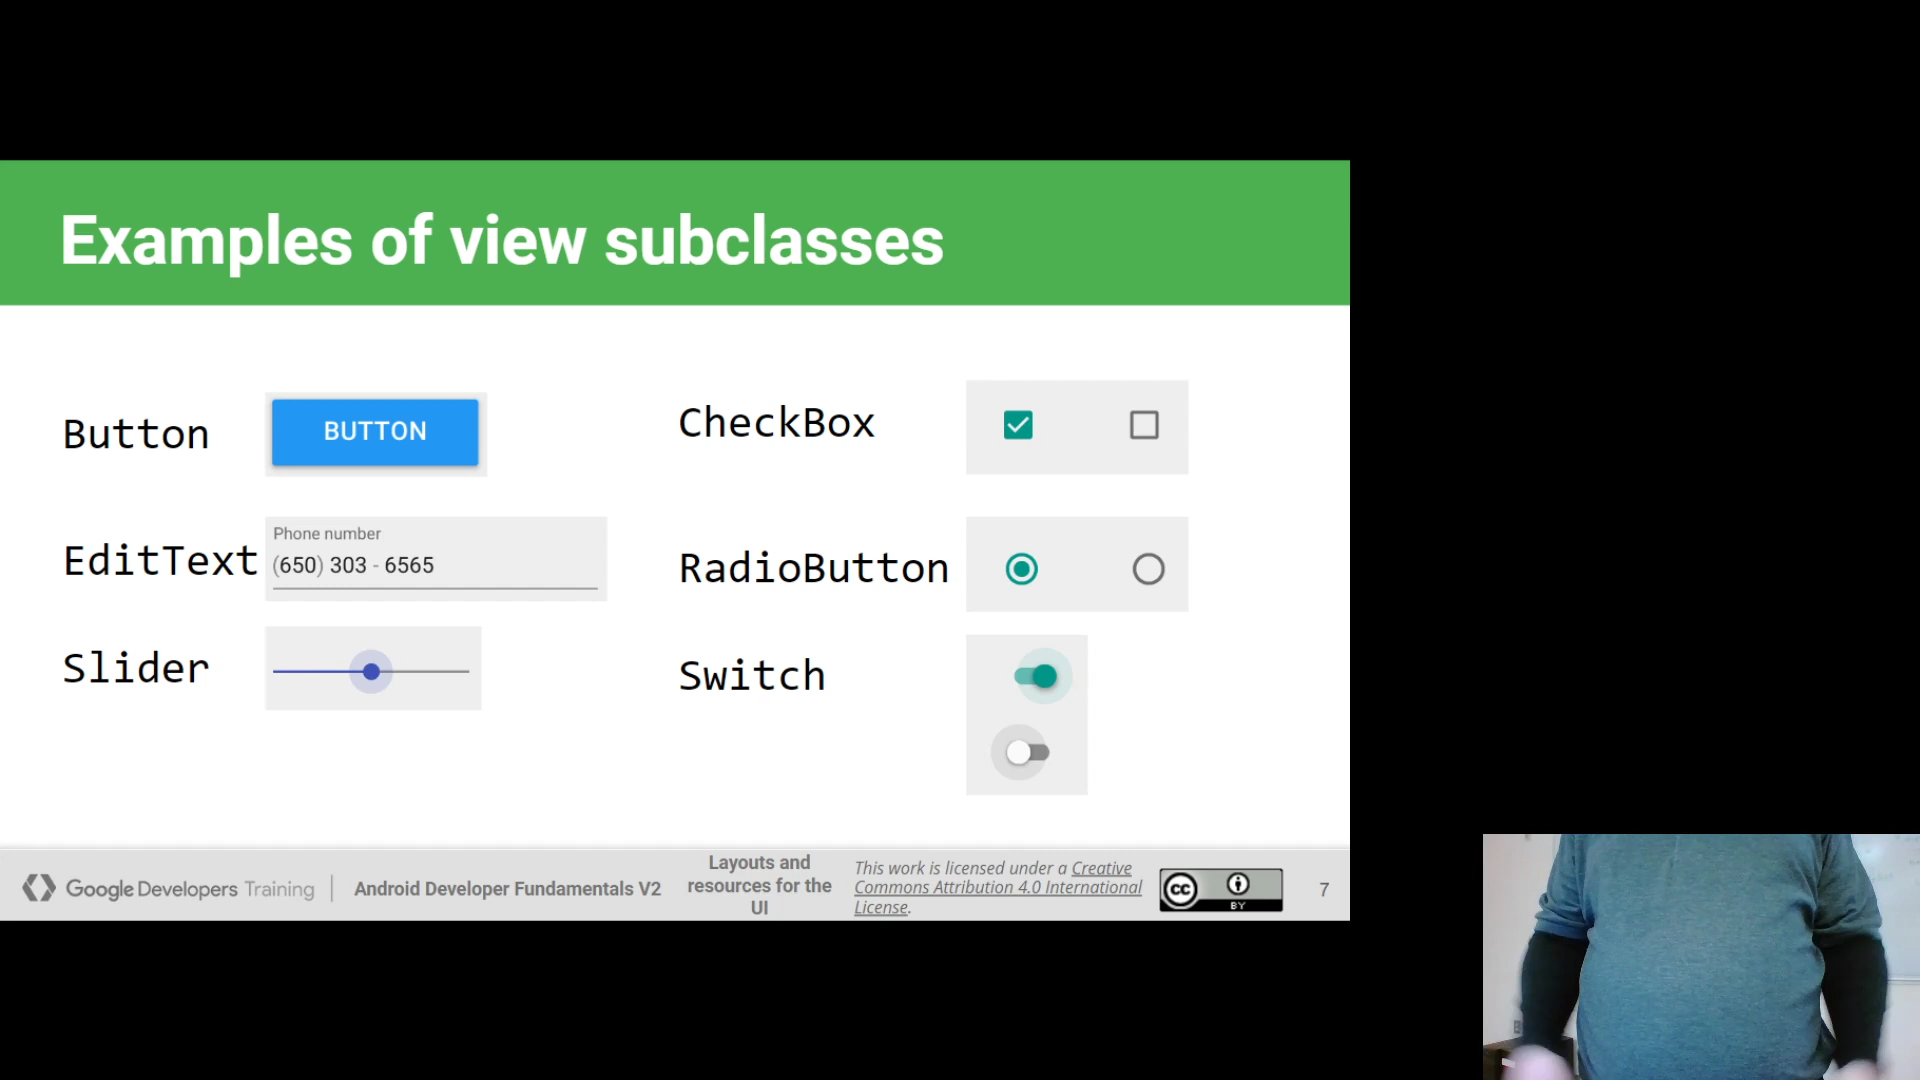 Examples of view subclasses
Button
BUTTON
EditText
Phone number
(650) 303 - 6565
Slider
CheckBox
RadioButton
Switch
Google Developers Training
Android Developer Fundamentals V2
Layouts and
resources for the
UI
This work is licensed under a Creative
Commons Attribution 4.0 International
License.
cc
BY
7